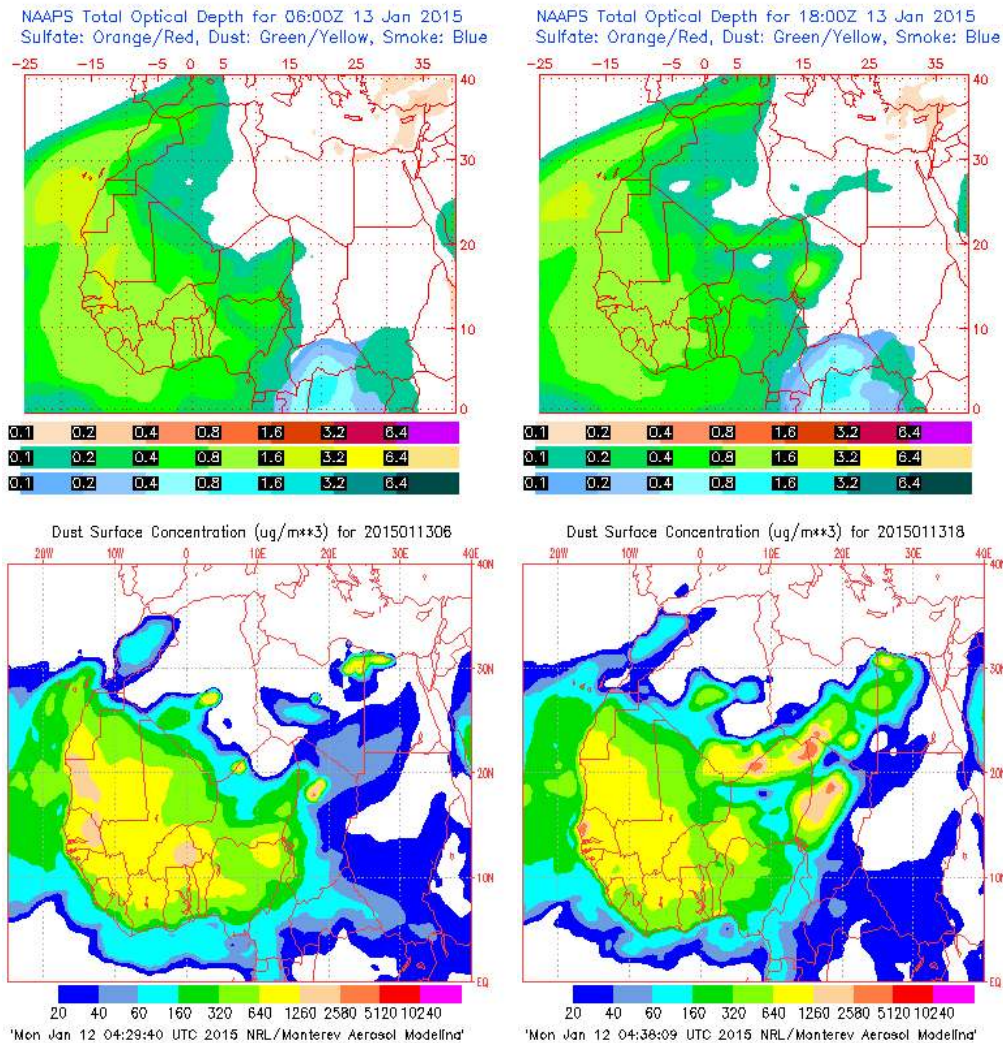 NAAPS Total Optical Depth for 06:00Z 13 Jan 2015
Sulfate: Orange/Red, Dust: Green/Yellow, Smoke: Blue
-25 -15 -5 5 15 25 35
40
30
20
10
0
0.1 0.2 0.4 0.8 1.6 3.2 6.4
0.1 0.2 0.4 0.8 1.6 3.2 6.4
0.1 0.2 0.4 0.8 1.6 3.2 6.4
NAAPS Total Optical Depth for 18:00Z 13 Jan 2015
Sulfate: Orange/Red, Dust: Green/Yellow, Smoke: Blue
-25 -15 -5 5 15 25 35
40
30
20
10
0
0.1 0.2 0.4 0.8 1.6 3.2 6.4
0.1 0.2 0.4 0.8 1.6 3.2 6.4
0.1 0.2 0.4 0.8 1.6 3.2 6.4
Dust Surface Concentration (ug/m**3) for 2015011306
20W 10W 0 10E 20E 30E 40E
40N
30N
20N
10N
EQ
20 40 60 160 320 640 1260 2580 5120 10240
'Mon Jan 12 04:29:40 UTC 2015 NRL/Monterey Aerosol Modeling'
Dust Surface Concentration (ug/m**3) for 2015011318
20W 10W 0 10E 20E 30E 40E
40N
30N
20N
10N
EQ
20 40 60 160 320 640 1260 2580 5120 10240
'Mon Jan 12 04:38:09 UTC 2015 NRL/Monterey Aerosol Modeling'